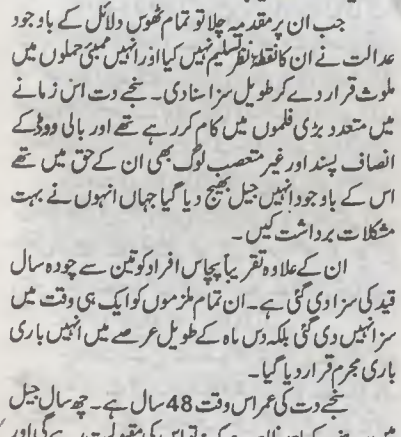 جب ان پر مقدمہ چلا تو تمام ٹھوس دلائل کے باوجود
عدالت نے ان کا نقطۂ نظر تسلیم نہیں کیا اور انہیں ممبئی حملوں میں
ملوث قرار دے کر طویل سزا سنا دی۔ سنجے دت اس زمانے
میں متعدد بڑی فلموں میں کام کر رہے تھے اور بالی ووڈ کے
انصاف پسند اور غیر متعصب لوگ بھی ان کے حق میں تھے
اس کے باوجود انہیں جیل بھیج دیا گیا جہاں انہوں نے بہت
مشکلات برداشت کیں۔
ان کے علاوہ تقریباً پچاس افراد کو تین سے چودہ سال
قید کی سزا دی گئی ہے۔ ان تمام ملزموں کو ایک ہی وقت میں
سزا نہیں دی گئی بلکہ دس ماہ کے طویل عرصے میں انہیں باری
باری مجرم قرار دیا گیا۔
سنجے دت کی عمر اس وقت 48 سال ہے۔ چھ سال جیل